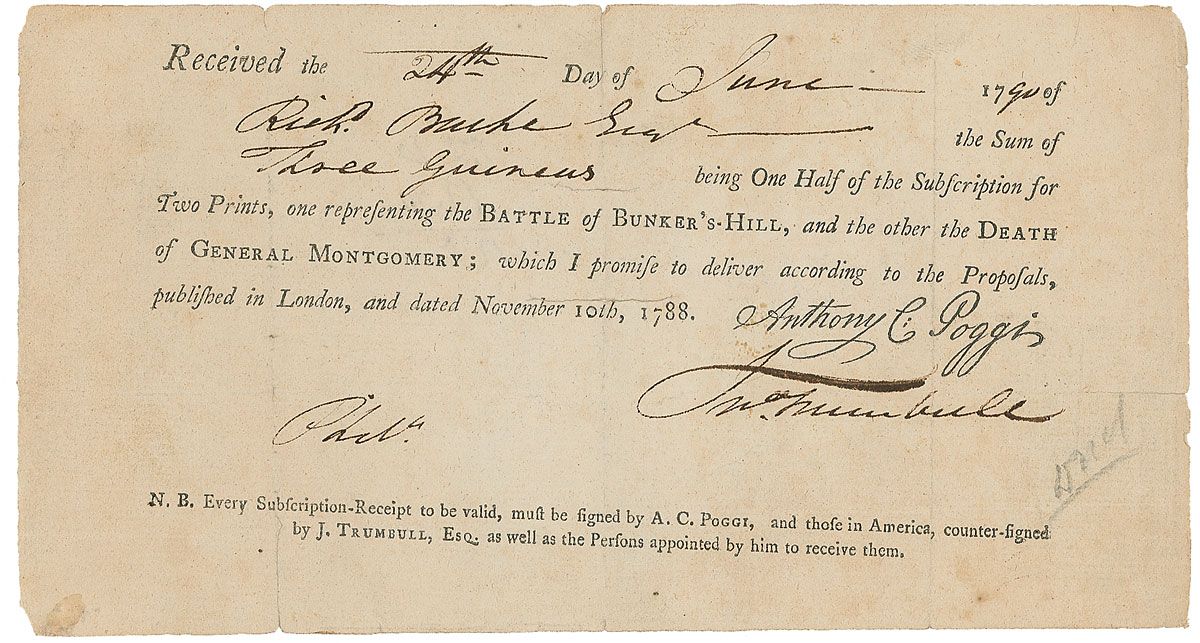 Received the 24th Day of June 1790 of
Richd. Bache Esqr the Sum of
Three Guineas being One Half of the Subſcription for
Two Prints, one repreſenting the BATTLE of BUNKER'S-HILL, and the other the DEATH
of GENERAL MONTGOMERY; which I promiſe to deliver according to the Propoſals,
publiſhed in London, and dated November 10th, 1788. Anthony C: Poggi
Jno. Trumbull
Phila.
N. B. Every Subſcription-Receipt to be valid, muſt be ſigned by A. C. POGGI, and thoſe in America, counter-ſigned
by J. TRUMBULL, ESQ. as well as the Perſons appointed by him to receive them.